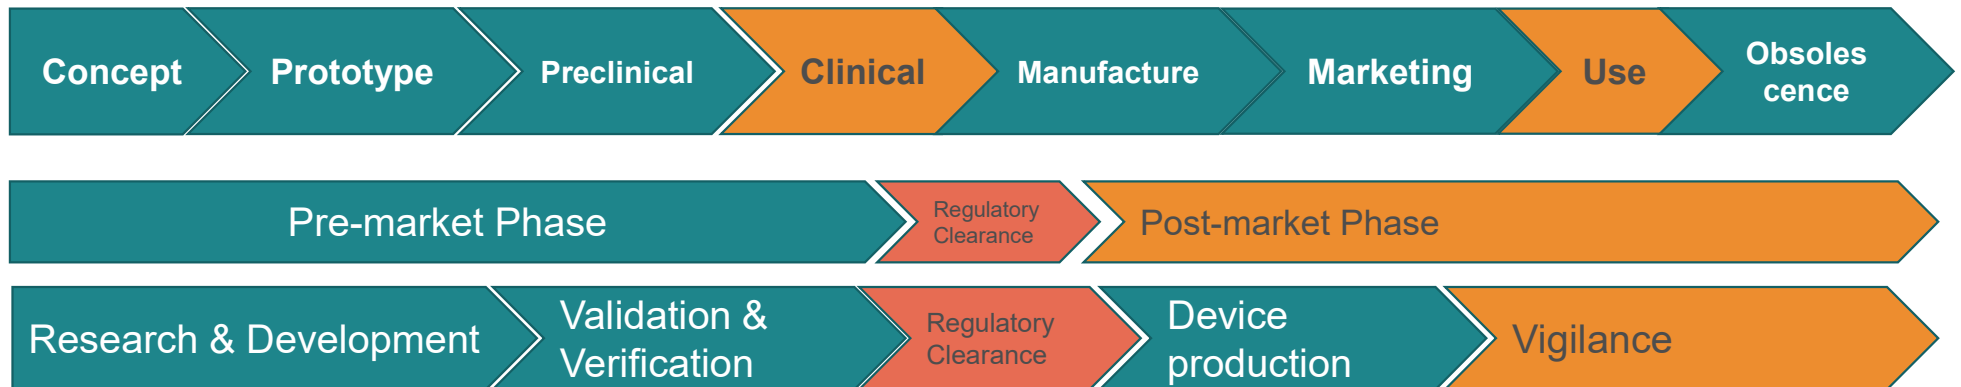 Concept
Prototype
Preclinical
Clinical
Manufacture
Marketing
Use
Obsoles
cence
Pre-market Phase
Regulatory
Clearance
Post-market Phase
Research & Development
Validation &
Verification
Regulatory
Clearance
Device
production
Vigilance